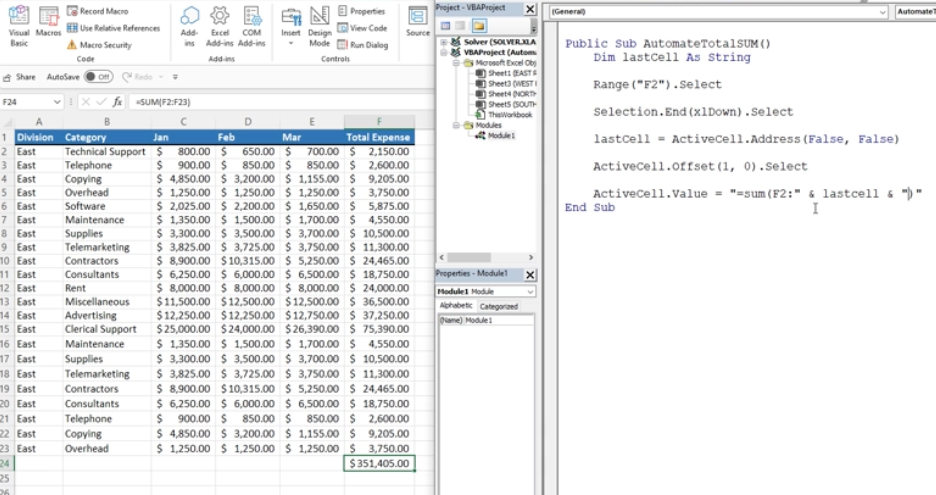 Visual Basic
Macros
Record Macro
Use Relative References
Macro Security
Code
Add-ins
Excel Add-ins
COM Add-ins
Add-ins
Insert
Design Mode
Properties
View Code
Run Dialog
Controls
Source
Share AutoSave Off Redo
F24 fx =SUM(F2:F23)
A B C D E F
1 Division Category Jan Feb Mar Total Expense
2 East Technical Support $ 800.00 $ 650.00 $ 700.00 $ 2,150.00
3 East Telephone $ 900.00 $ 850.00 $ 850.00 $ 2,600.00
4 East Copying $ 4,850.00 $ 3,200.00 $ 1,155.00 $ 9,205.00
5 East Overhead $ 1,250.00 $ 1,250.00 $ 1,250.00 $ 3,750.00
6 East Software $ 2,025.00 $ 2,200.00 $ 1,650.00 $ 5,875.00
7 East Maintenance $ 1,350.00 $ 1,500.00 $ 1,700.00 $ 4,550.00
8 East Supplies $ 3,300.00 $ 3,500.00 $ 3,700.00 $ 10,500.00
9 East Telemarketing $ 3,825.00 $ 3,725.00 $ 3,750.00 $ 11,300.00
10 East Contractors $ 8,900.00 $10,315.00 $ 5,250.00 $ 24,465.00
11 East Consultants $ 6,250.00 $ 6,000.00 $ 6,500.00 $ 18,750.00
12 East Rent $ 8,000.00 $ 8,000.00 $ 8,000.00 $ 24,000.00
13 East Miscellaneous $11,500.00 $12,500.00 $12,500.00 $ 36,500.00
14 East Advertising $12,250.00 $12,250.00 $12,750.00 $ 37,250.00
15 East Clerical Support $25,000.00 $24,000.00 $26,390.00 $ 75,390.00
16 East Maintenance $ 1,350.00 $ 1,500.00 $ 1,700.00 $ 4,550.00
17 East Supplies $ 3,300.00 $ 3,500.00 $ 3,700.00 $ 10,500.00
18 East Telemarketing $ 3,825.00 $ 3,725.00 $ 3,750.00 $ 11,300.00
19 East Contractors $ 8,900.00 $10,315.00 $ 5,250.00 $ 24,465.00
20 East Consultants $ 6,250.00 $ 6,000.00 $ 6,500.00 $ 18,750.00
21 East Telephone $ 900.00 $ 850.00 $ 850.00 $ 2,600.00
22 East Copying $ 4,850.00 $ 3,200.00 $ 1,155.00 $ 9,205.00
23 East Overhead $ 1,250.00 $ 1,250.00 $ 1,250.00 $ 3,750.00
24 $351,405.00
25
26
Project - VBAProject
Solver (SOLVER.XLA
VBAProject (Autom
Microsoft Excel Obj
Sheet1 (EAST R
Sheet3 (WEST
Sheet4 (NORTH
Sheet5 (SOUTH
ThisWorkbook
Modules
Module1
Properties - Module1
Module1 Module
Alphabetic Categorized
(Name) Module1
(General) AutomateT
Public Sub AutomateTotalSUM()
Dim lastCell As String
Range("F2").Select
Selection.End(xlDown).Select
lastCell = ActiveCell.Address(False, False)
ActiveCell.Offset(1, 0).Select
ActiveCell.Value = "=sum(F2:" & lastcell & ")"
End Sub